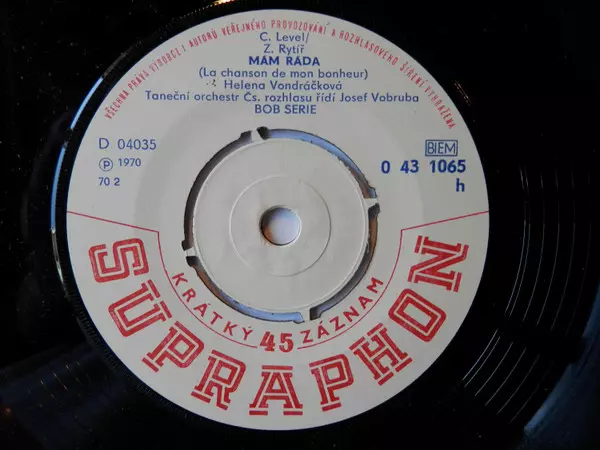 VŠECHNA PRÁVA VÝROBCE I AUTORŮ VEŘEJNÉHO PROVOZOVÁNÍ A ROZHLASOVÉHO ŠÍŘENÍ VYHRAŽENA
C. Level/
Z. Rytíř
MÁM RÁDA
(La chanson de mon bonheur)
Helena Vondráčková
Taneční orchestr Čs. rozhlasu řídí Josef Vobruba
BOB SERIE
D 04035
℗ 1970
70 2
BIEM
0 43 1065
h
KRÁTKÝ 45 ZÁZNAM
SUPRAPHON